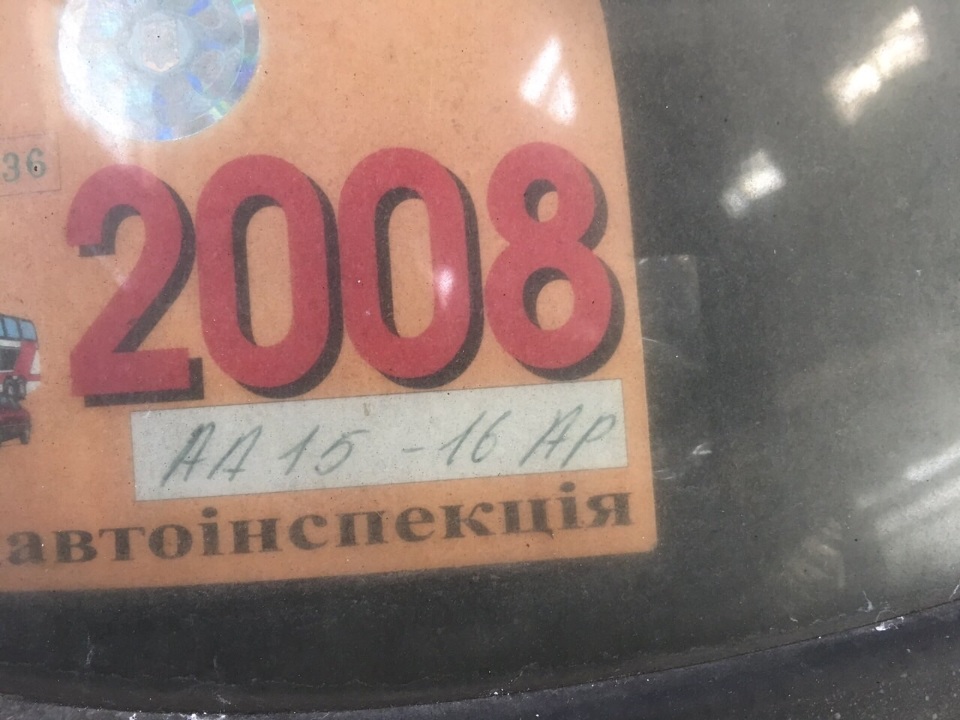 36
2008
АА 15 -16 АР
автоінспекція